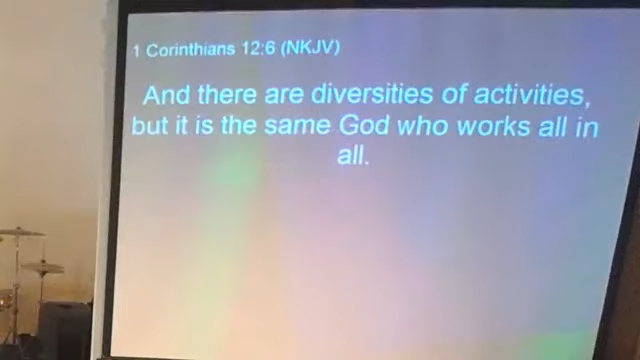 1 Corinthians 12:6 (NKJV)
And there are diversities of activities,
but it is the same God who works all in
all.